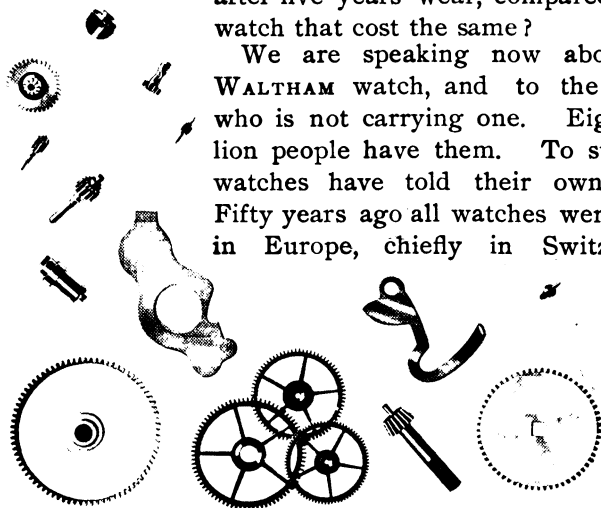 after five years' wear, compared
watch that cost the same?
We are speaking now abo
WALTHAM watch, and to the
who is not carrying one. Eig
lion people have them. To s
watches have told their own
Fifty years ago all watches wer
in Europe, chiefly in Switz